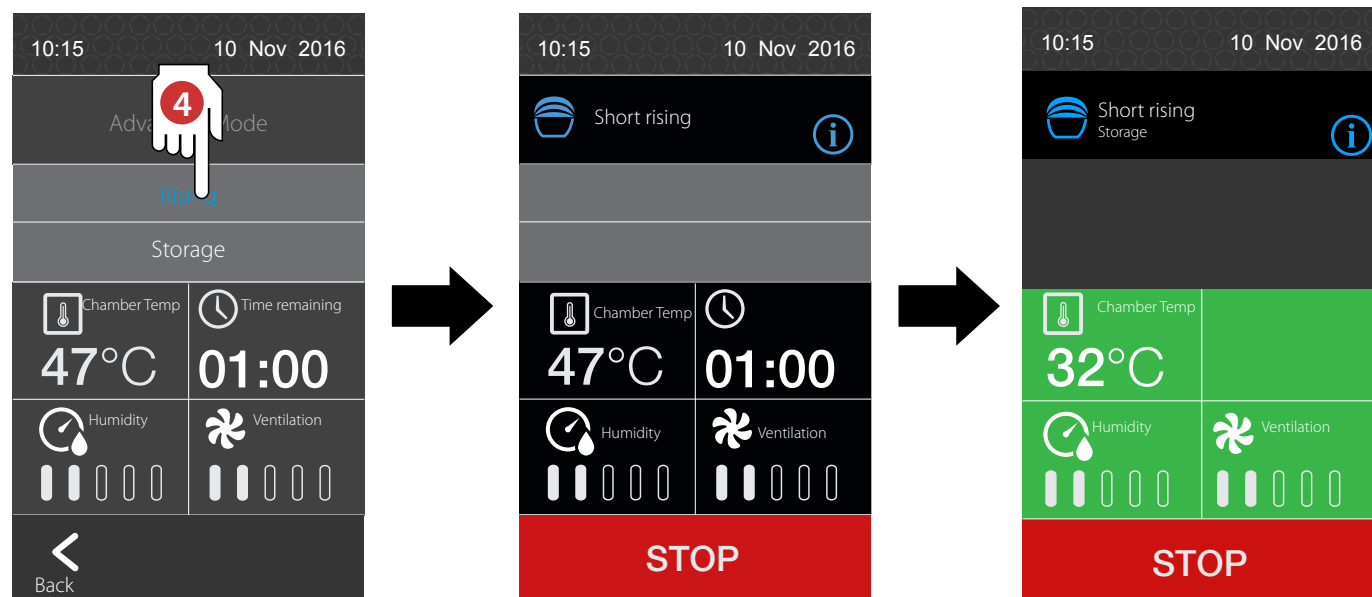 10:15 10 Nov 2016
4
Advanced Mode
Rising
Storage
Chamber Temp Time remaining
47°C 01:00
Humidity Ventilation
Back
10:15 10 Nov 2016
Short rising
i
Chamber Temp
47°C 01:00
Humidity Ventilation
STOP
10:15 10 Nov 2016
Short rising
Storage
i
Chamber Temp
32°C
Humidity Ventilation
STOP